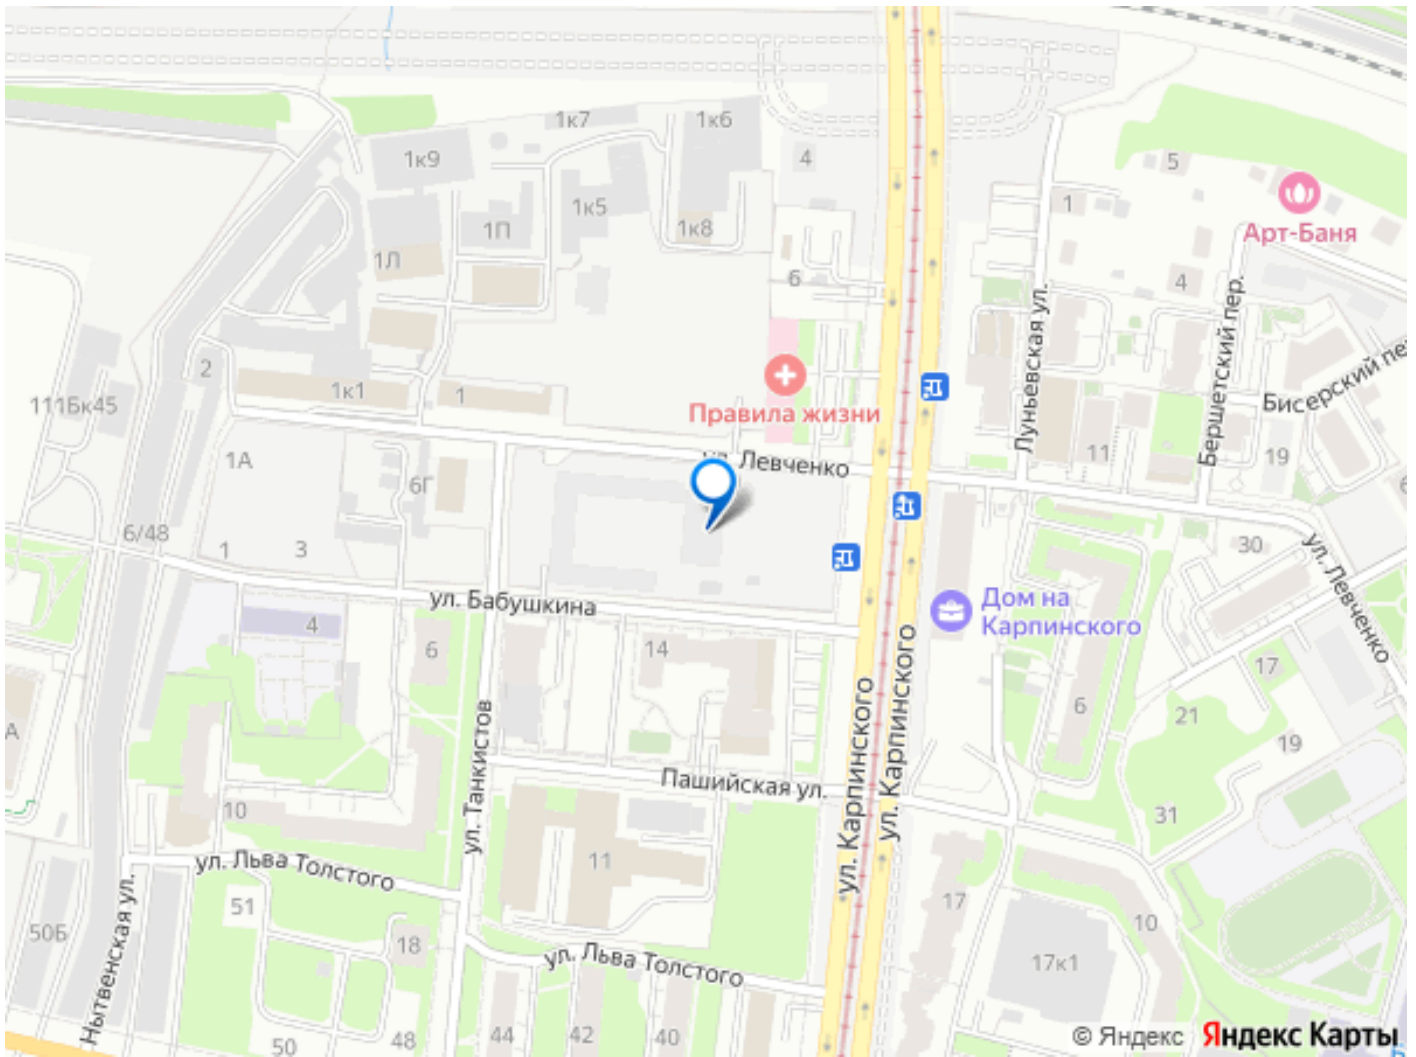 1к7
1к6
1к9
4
5
1к5
1
Арт-Баня
1П
1к8
1Л
6
4
Луньевская ул.
Бершетский пер.
2
1к1
1
111Бк45
Правила жизни
Бисерский пе
ул. Левченко
11
19
1А
6Г
6/48
1
3
30
ул. Левченко
ул. Бабушкина
Дом на
Карпинского
4
6
14
17
6
21
19
А
ул. Танкистов
ул. Карпинского
ул. Карпинского
Пашийская ул.
10
31
11
ул. Льва Толстого
Нытвенская ул.
51
17
10
50Б
18
ул. Льва Толстого
17к1
50
48
44
42
40
© Яндекс Яндекс Карты